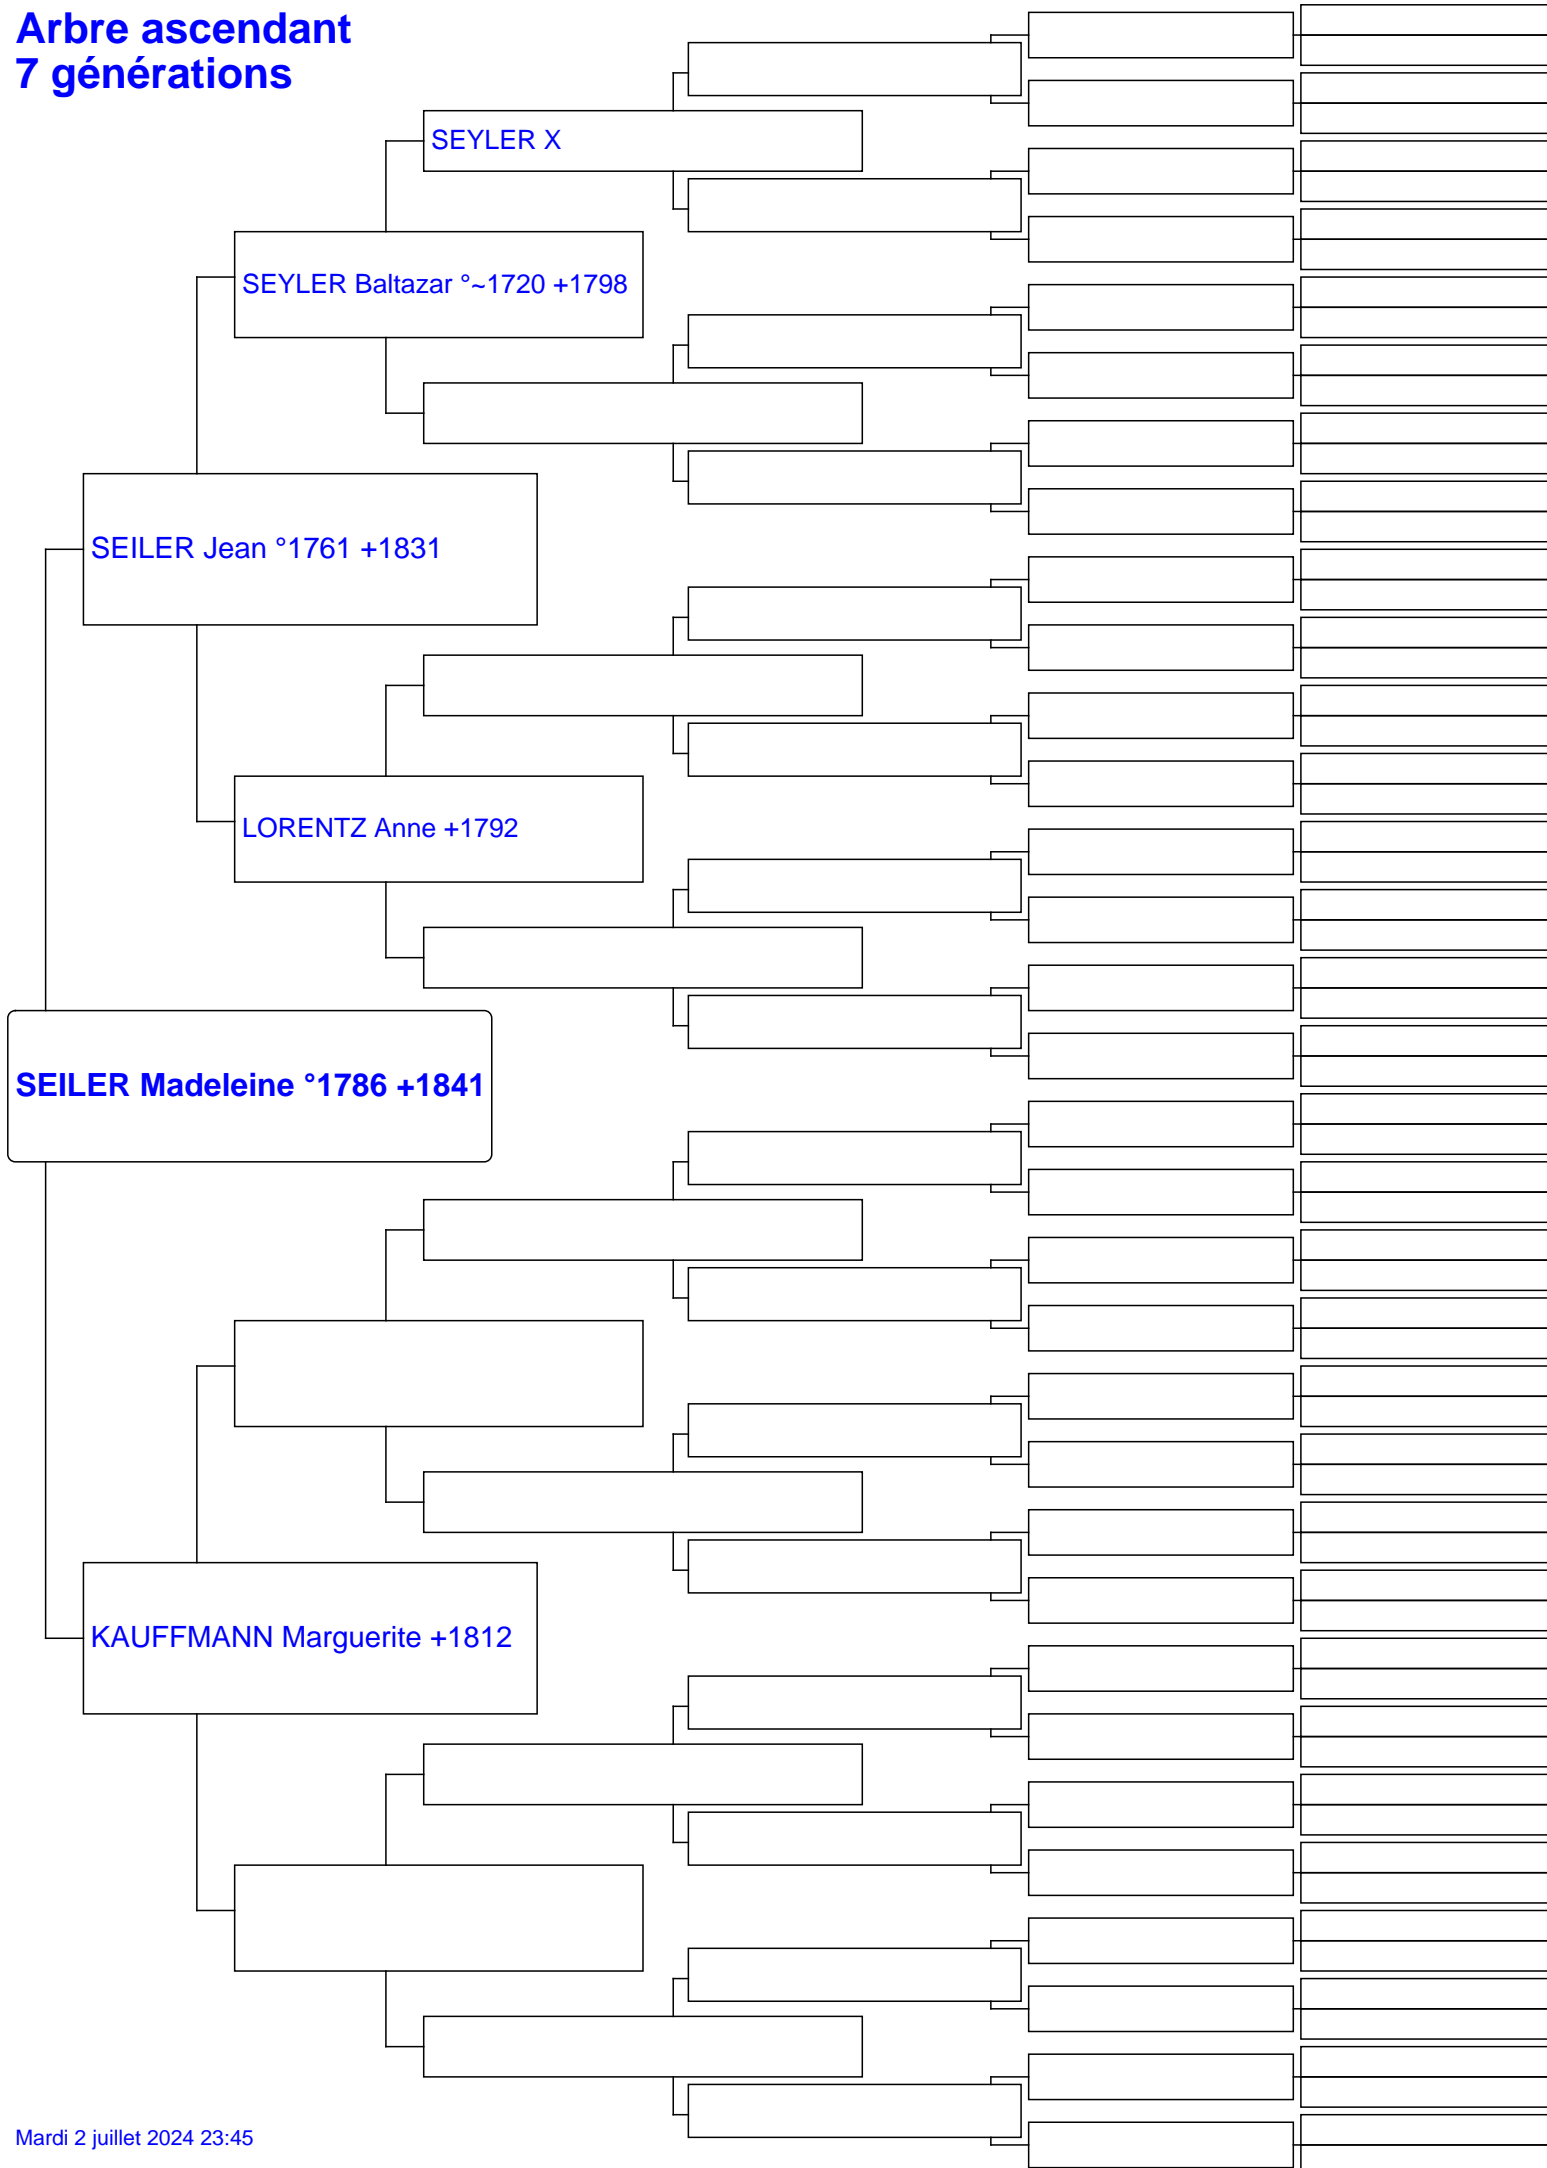 Arbre ascendant
7 générations
SEYLER X
SEYLER Baltazar °~1720 +1798
SEILER Jean °1761 +1831
LORENTZ Anne +1792
SEILER Madeleine °1786 +1841
KAUFFMANN Marguerite +1812
Mardi 2 juillet 2024 23:45